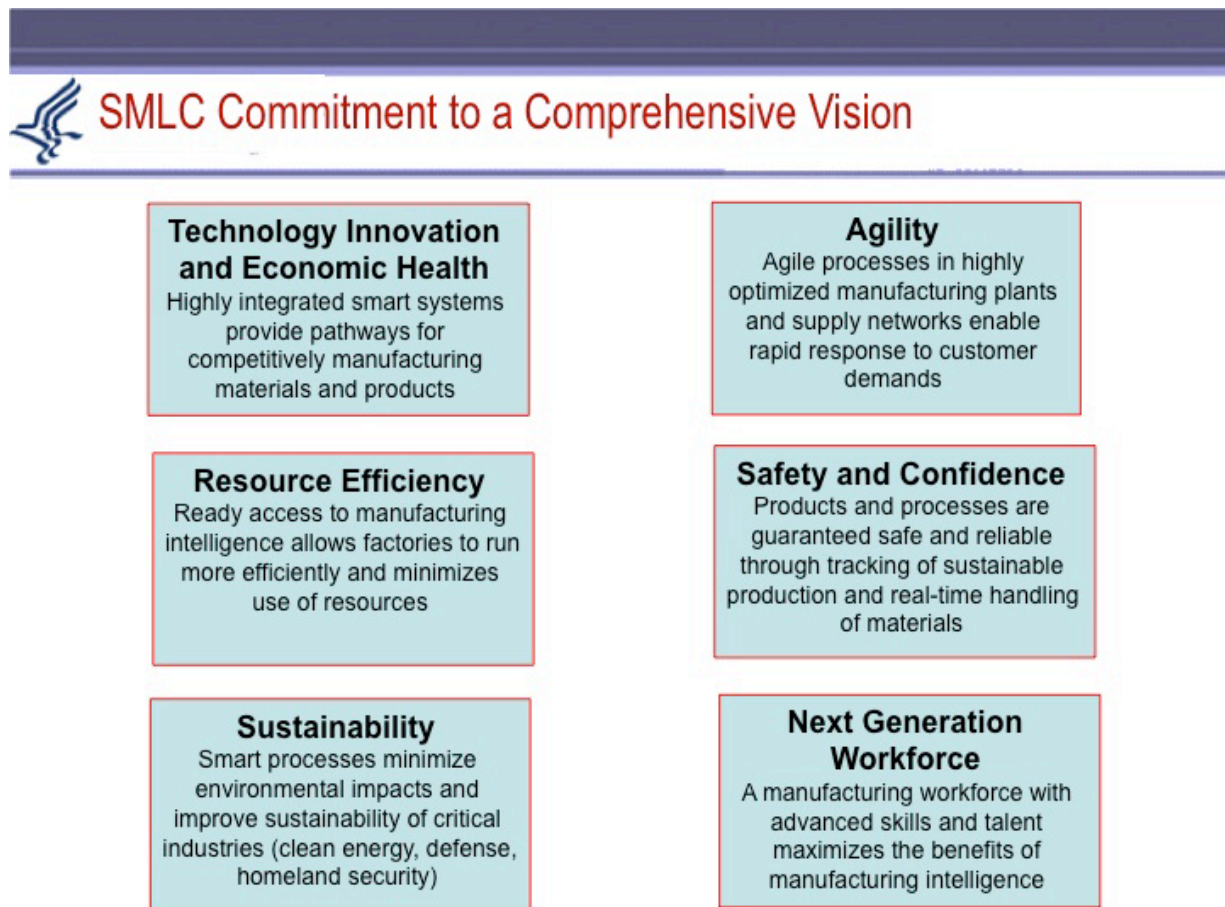 SMLC Commitment to a Comprehensive Vision
Technology Innovation
and Economic Health
Highly integrated smart systems
provide pathways for
competitively manufacturing
materials and products
Agility
Agile processes in highly
optimized manufacturing plants
and supply networks enable
rapid response to customer
demands
Resource Efficiency
Ready access to manufacturing
intelligence allows factories to run
more efficiently and minimizes
use of resources
Safety and Confidence
Products and processes are
guaranteed safe and reliable
through tracking of sustainable
production and real-time handling
of materials
Sustainability
Smart processes minimize
environmental impacts and
improve sustainability of critical
industries (clean energy, defense,
homeland security)
Next Generation
Workforce
A manufacturing workforce with
advanced skills and talent
maximizes the benefits of
manufacturing intelligence